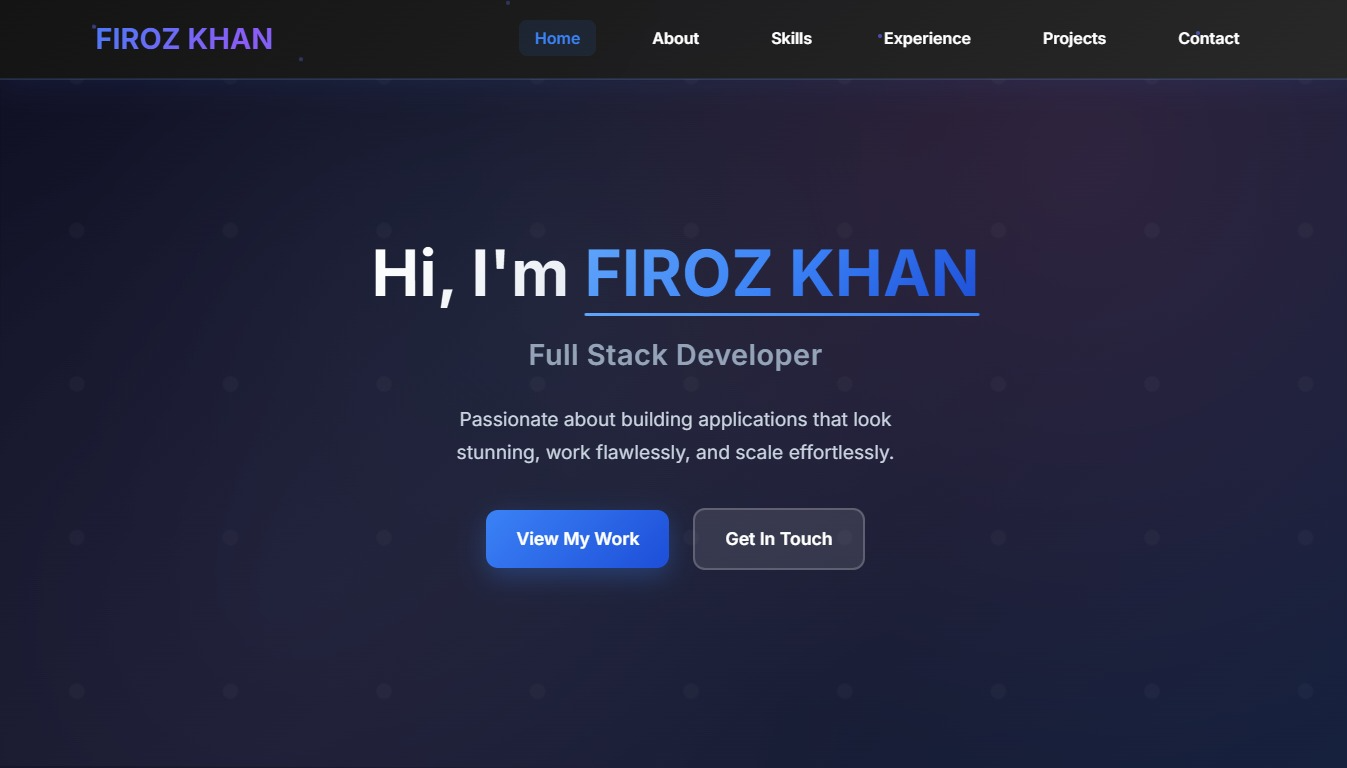 FIROZ KHAN
Home
About
Skills
Experience
Projects
Contact
Hi, I'm FIROZ KHAN
Full Stack Developer
Passionate about building applications that look
stunning, work flawlessly, and scale effortlessly.
View My Work
Get In Touch